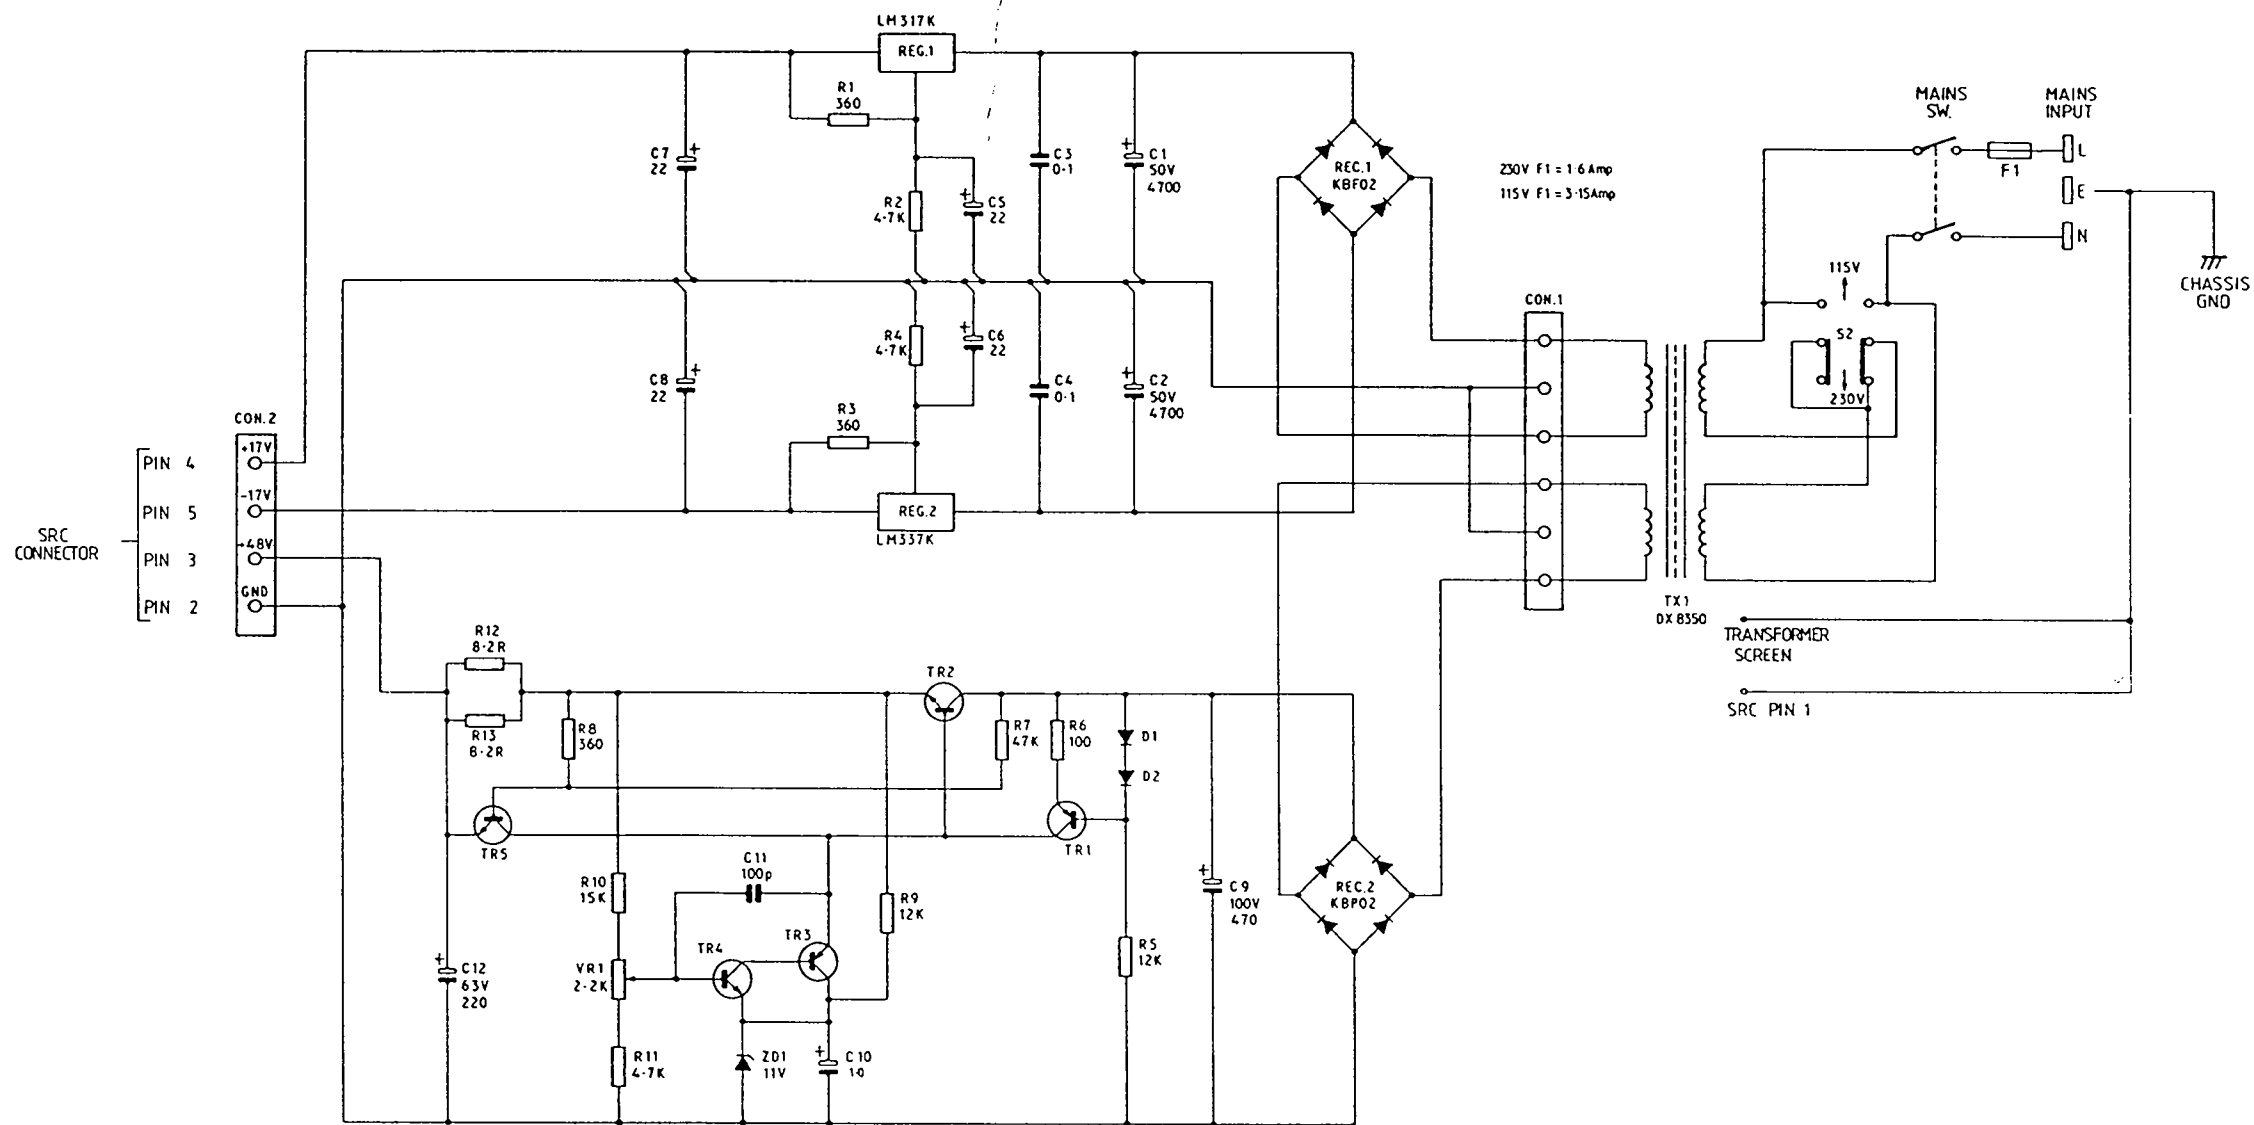 LM317K
REG.1
R1
360
C7
22
+
R2
4·7K
+
C5
22
C3
0·1
+
C1
50V
4700
REC.1
KBF02
230V F1 = 1·6Amp
115V F1 = 3·15Amp
MAINS
SW.
MAINS
INPUT
L
F1
E
N
CHASSIS
GND
115V
S2
230V
CON.1
R4
4·7K
+
C6
22
C8
22
+
R3
360
C4
0·1
+
C2
50V
4700
REG.2
LM337K
CON.2
+17V
-17V
+48V
GND
PIN 4
PIN 5
PIN 3
PIN 2
SRC
CONNECTOR
TX1
DX8350
TRANSFORMER
SCREEN
SRC PIN 1
R12
8·2R
R13
8·2R
R8
360
TR2
R7
47K
R6
100
D1
D2
TR5
TR1
C11
100p
R10
15K
R9
12K
+
C9
100V
470
REC.2
KBP02
TR4
TR3
R5
12K
+
C12
63V
220
VR1
2·2K
R11
4·7K
ZD1
11V
+
C10
10